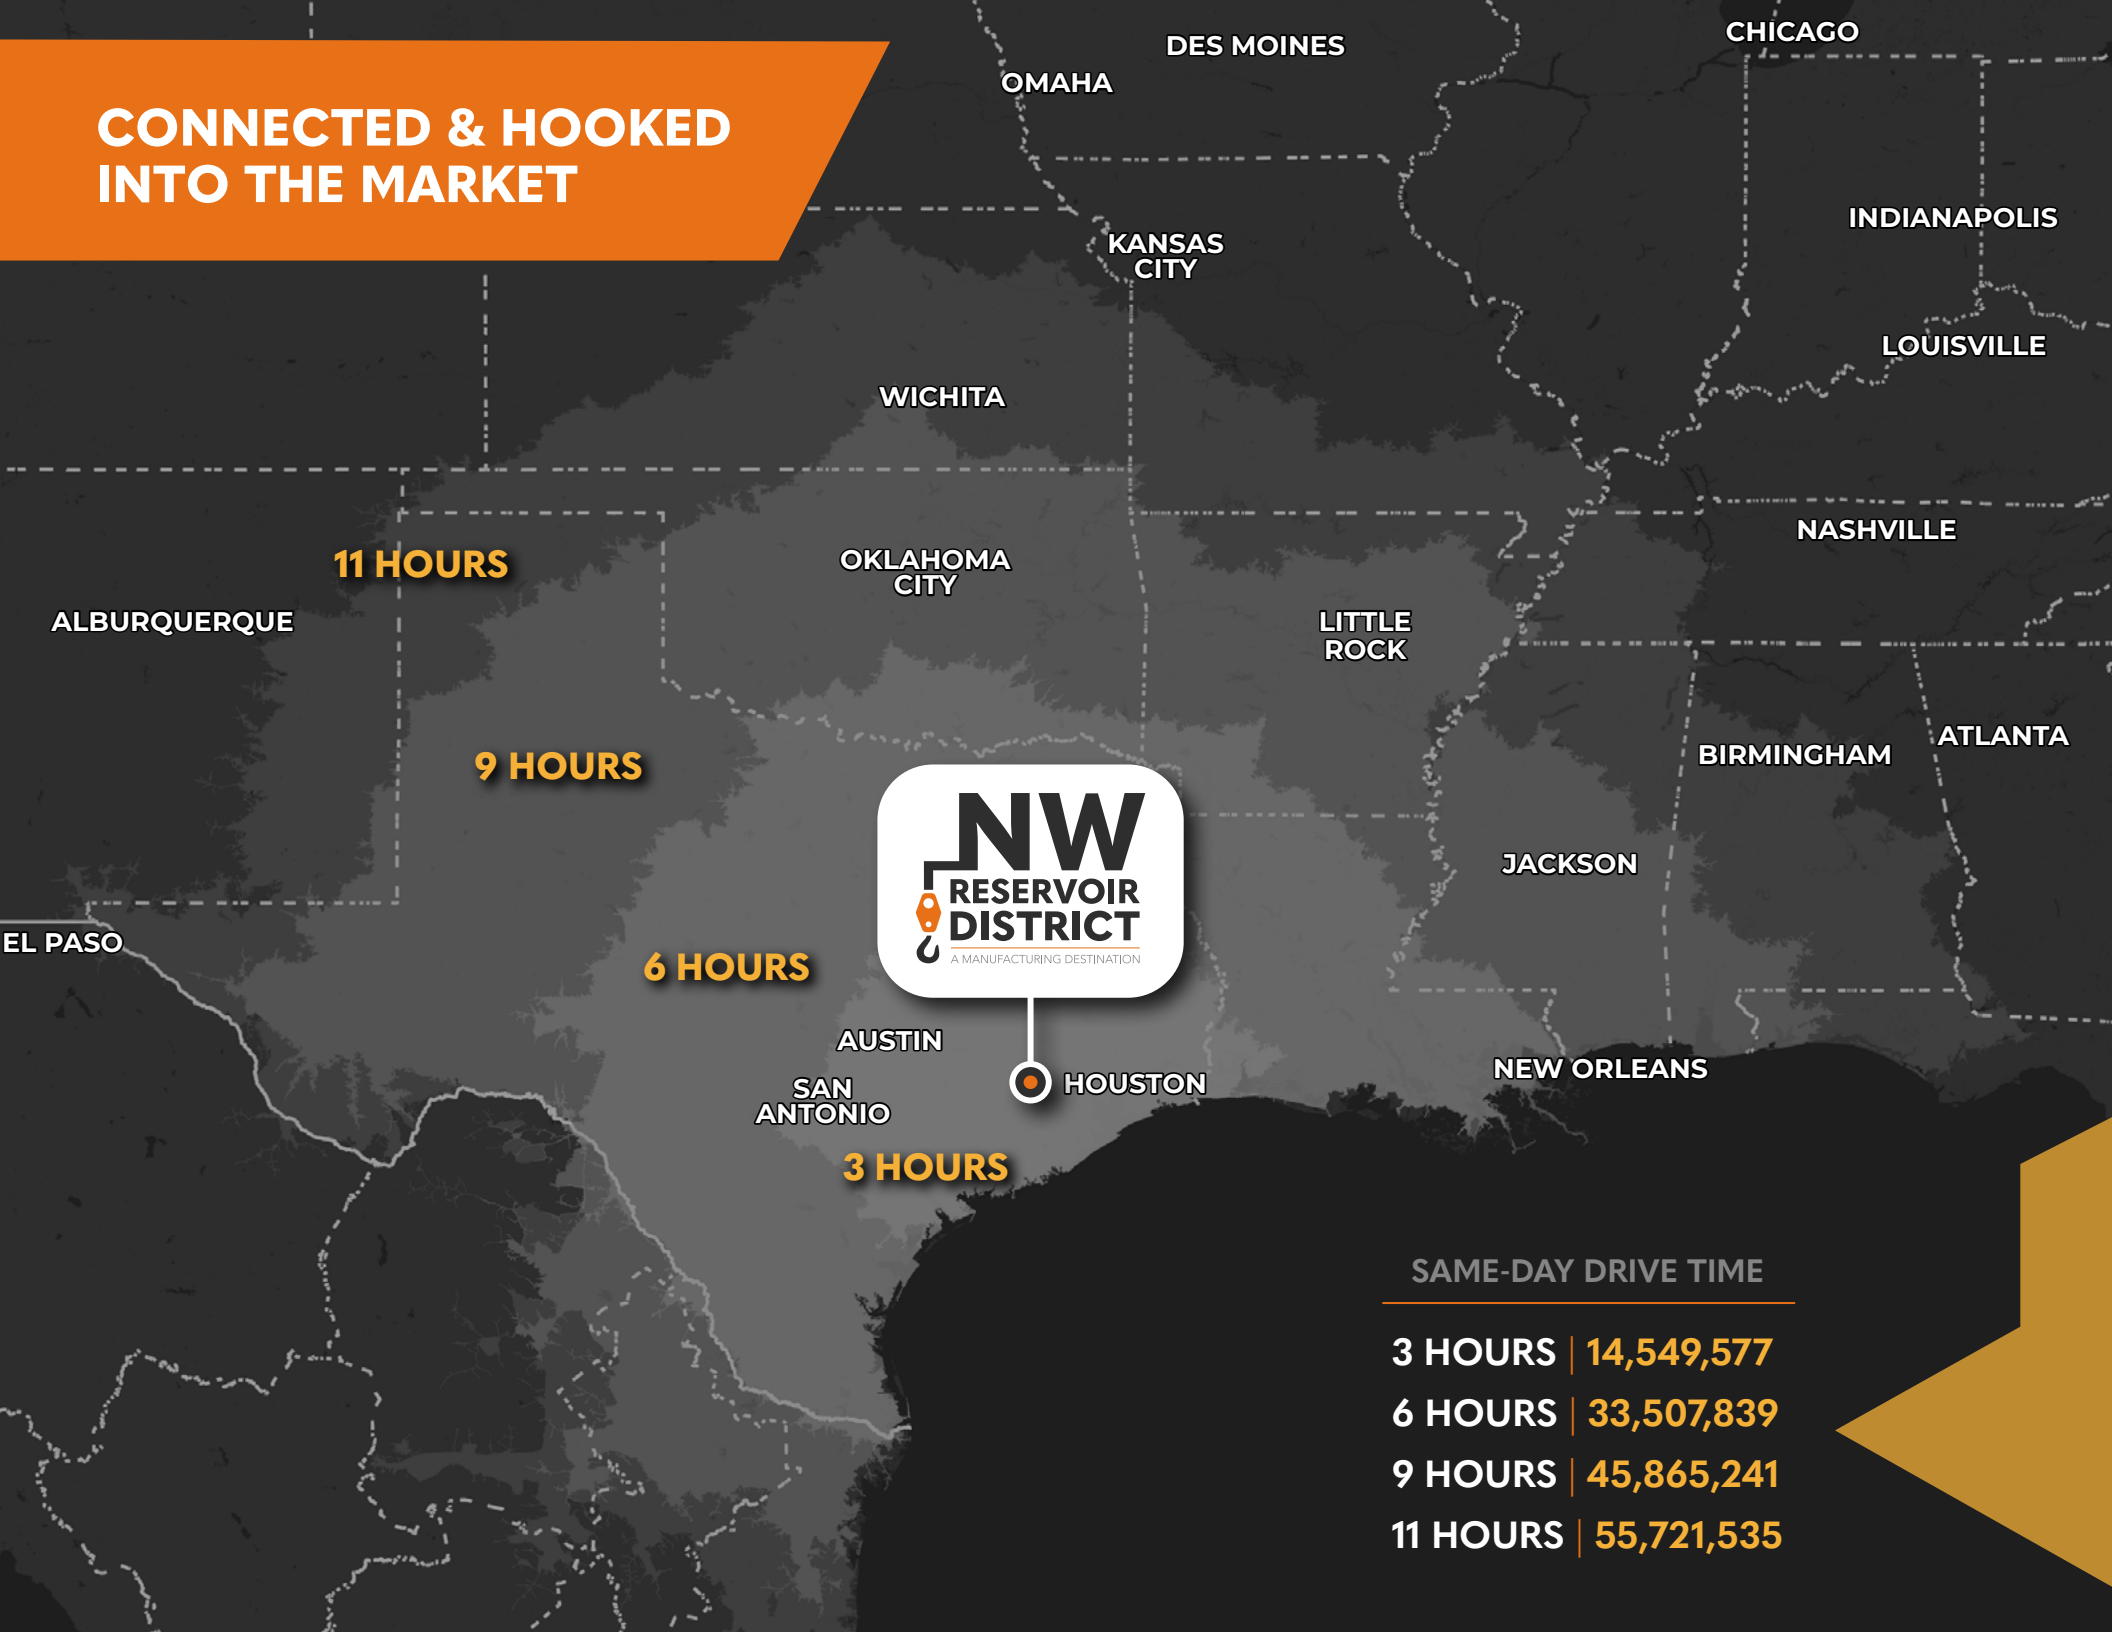 CONNECTED & HOOKED
INTO THE MARKET
DES MOINES
CHICAGO
OMAHA
INDIANAPOLIS
KANSAS
CITY
LOUISVILLE
WICHITA
NASHVILLE
11 HOURS
OKLAHOMA
CITY
ALBURQUERQUE
LITTLE
ROCK
ATLANTA
BIRMINGHAM
9 HOURS
NW
RESERVOIR
DISTRICT
A MANUFACTURING DESTINATION
JACKSON
EL PASO
6 HOURS
AUSTIN
NEW ORLEANS
HOUSTON
SAN
ANTONIO
3 HOURS
SAME-DAY DRIVE TIME
3 HOURS | 14,549,577
6 HOURS | 33,507,839
9 HOURS | 45,865,241
11 HOURS | 55,721,535